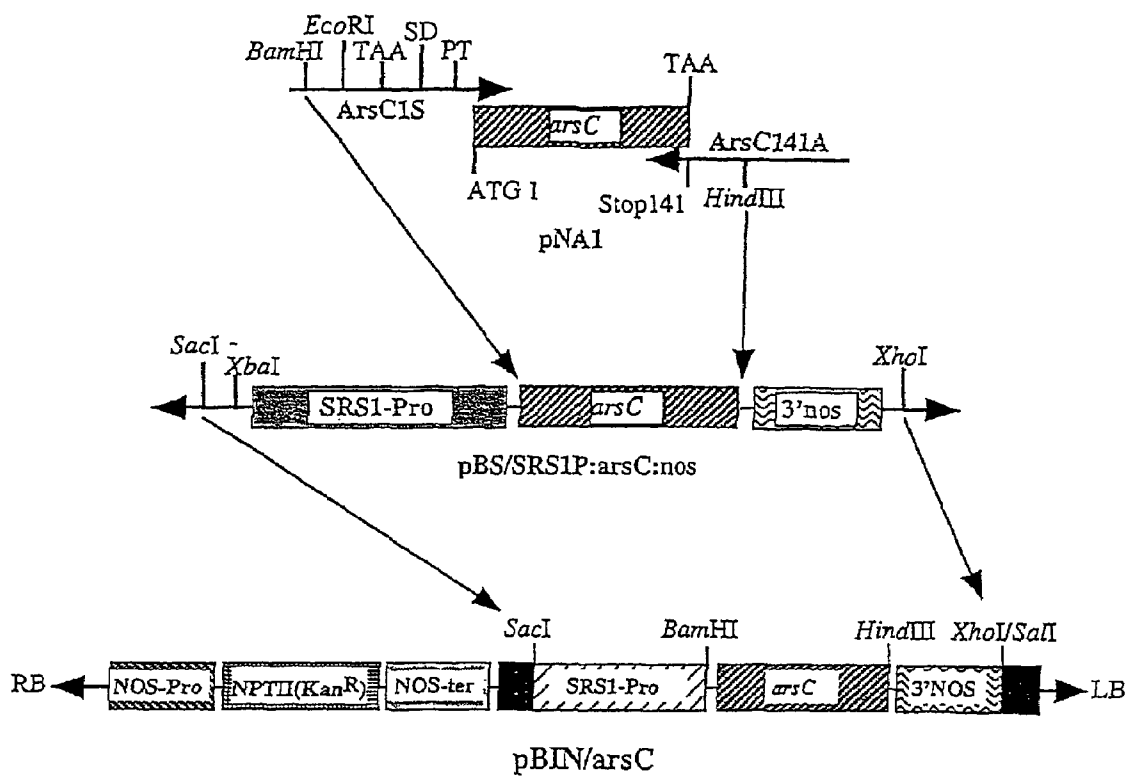 EcoRI
SD
BamHI
TAA
PT
TAA
ArsC1S
arsC
ArsC141A
ATG 1
Stop141
HindIII
pNA1
SacI
XbaI
XhoI
SRS1-Pro
arsC
3'nos
pBS/SRS1P:arsC:nos
SacI
BamHI
HindIII
XhoI/SalI
RB
NOS-Pro
NPTII(KanR)
NOS-ter
SRS1-Pro
arsC
3'NOS
LB
pBIN/arsC